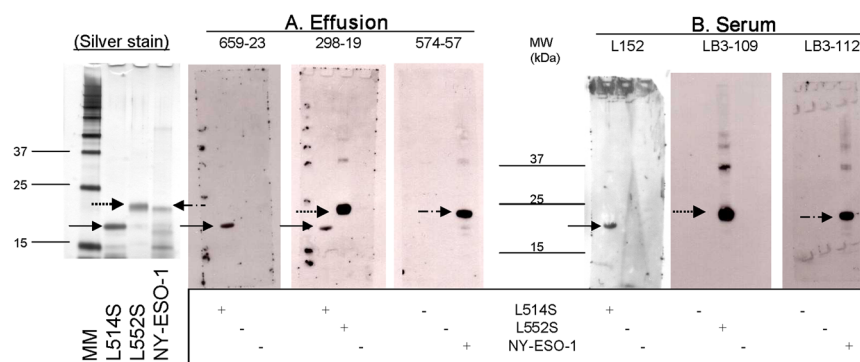 A. Effusion
B. Serum
(Silver stain)
659-23
298-19
574-57
MW
(kDa)
L152
LB3-109
LB3-112
37
25
15
37
25
15
MM
L514S
L552S
NY-ESO-1
+ + - L514S + - -
- + - L552S - + -
- - + NY-ESO-1 - - +